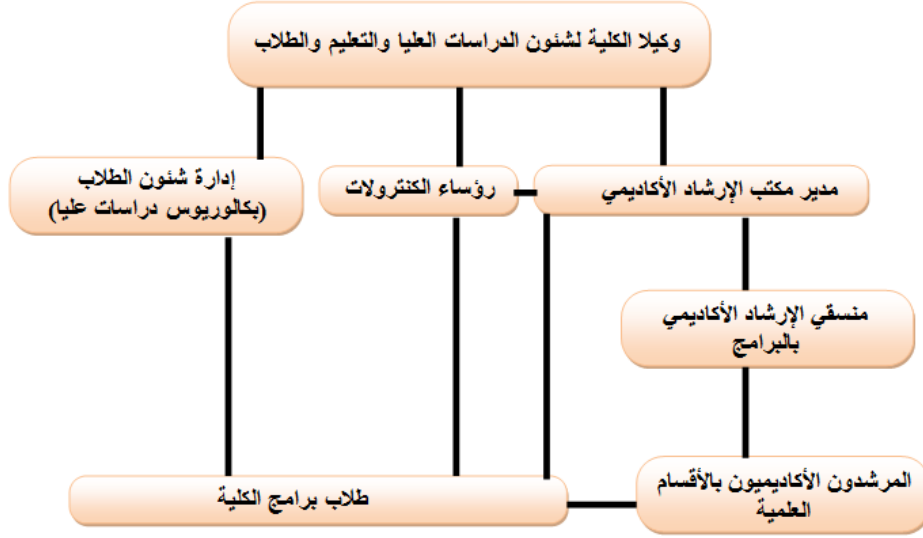 وكيلا الكلية لشئون الدراسات العليا والتعليم والطلاب
مدير مكتب الإرشاد الأكاديمي
رؤساء الكنترولات
إدارة شئون الطلاب
(بكالوريوس دراسات عليا)
منسقي الإرشاد الأكاديمي
بالبرامج
المرشدون الأكاديميون بالأقسام
العلمية
طلاب برامج الكلية